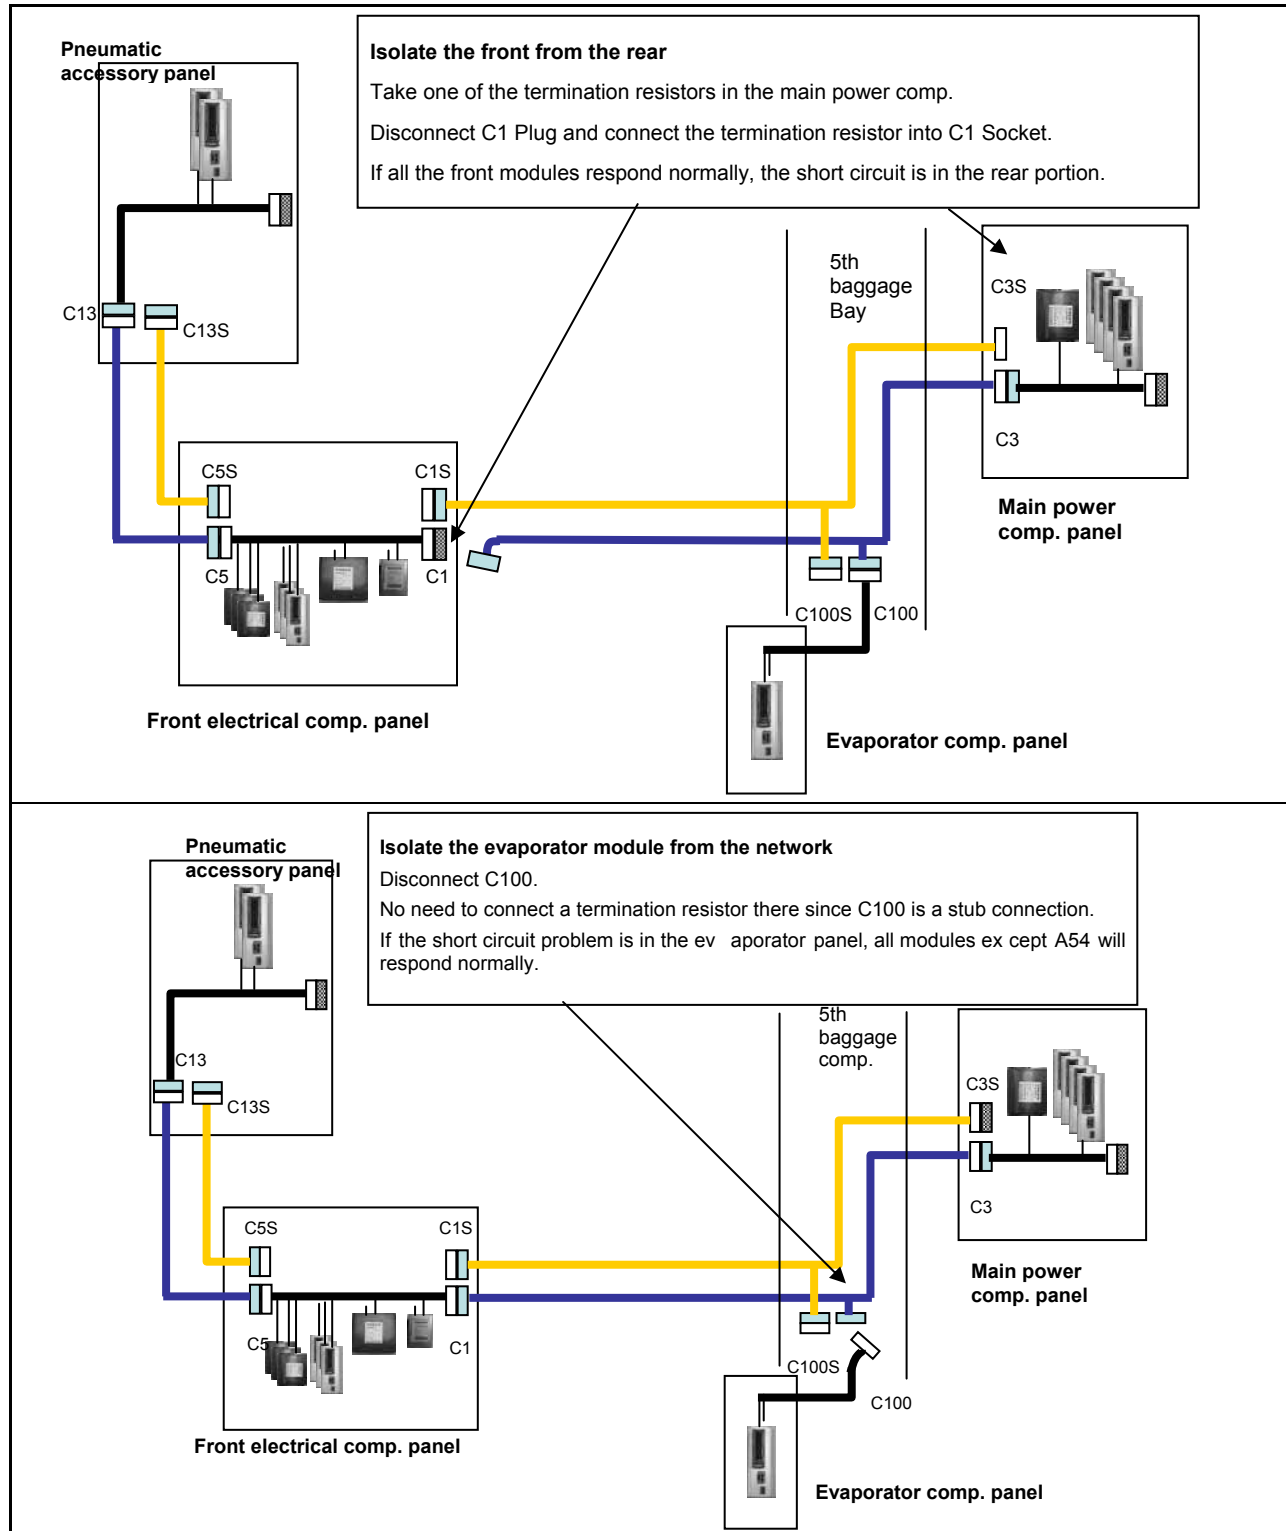 Pneumatic
accessory panel
Isolate the front from the rear
Take one of the termination resistors in the main power comp.
Disconnect C1 Plug and connect the termination resistor into C1 Socket.
If all the front modules respond normally, the short circuit is in the rear portion.
5th
baggage
Bay
C3S
C13
C13S
C3
C5S
C1S
Main power
comp. panel
C5
C1
C100S
C100
Front electrical comp. panel
Evaporator comp. panel
Pneumatic
accessory panel
Isolate the evaporator module from the network
Disconnect C100.
No need to connect a termination resistor there since C100 is a stub connection.
If the short circuit problem is in the ev aporator panel, all modules ex cept A54 will
respond normally.
5th
baggage
comp.
C13
C3S
C13S
C3
C5S
C1S
Main power
comp. panel
C5
C1
C100S
C100
Front electrical comp. panel
Evaporator comp. panel